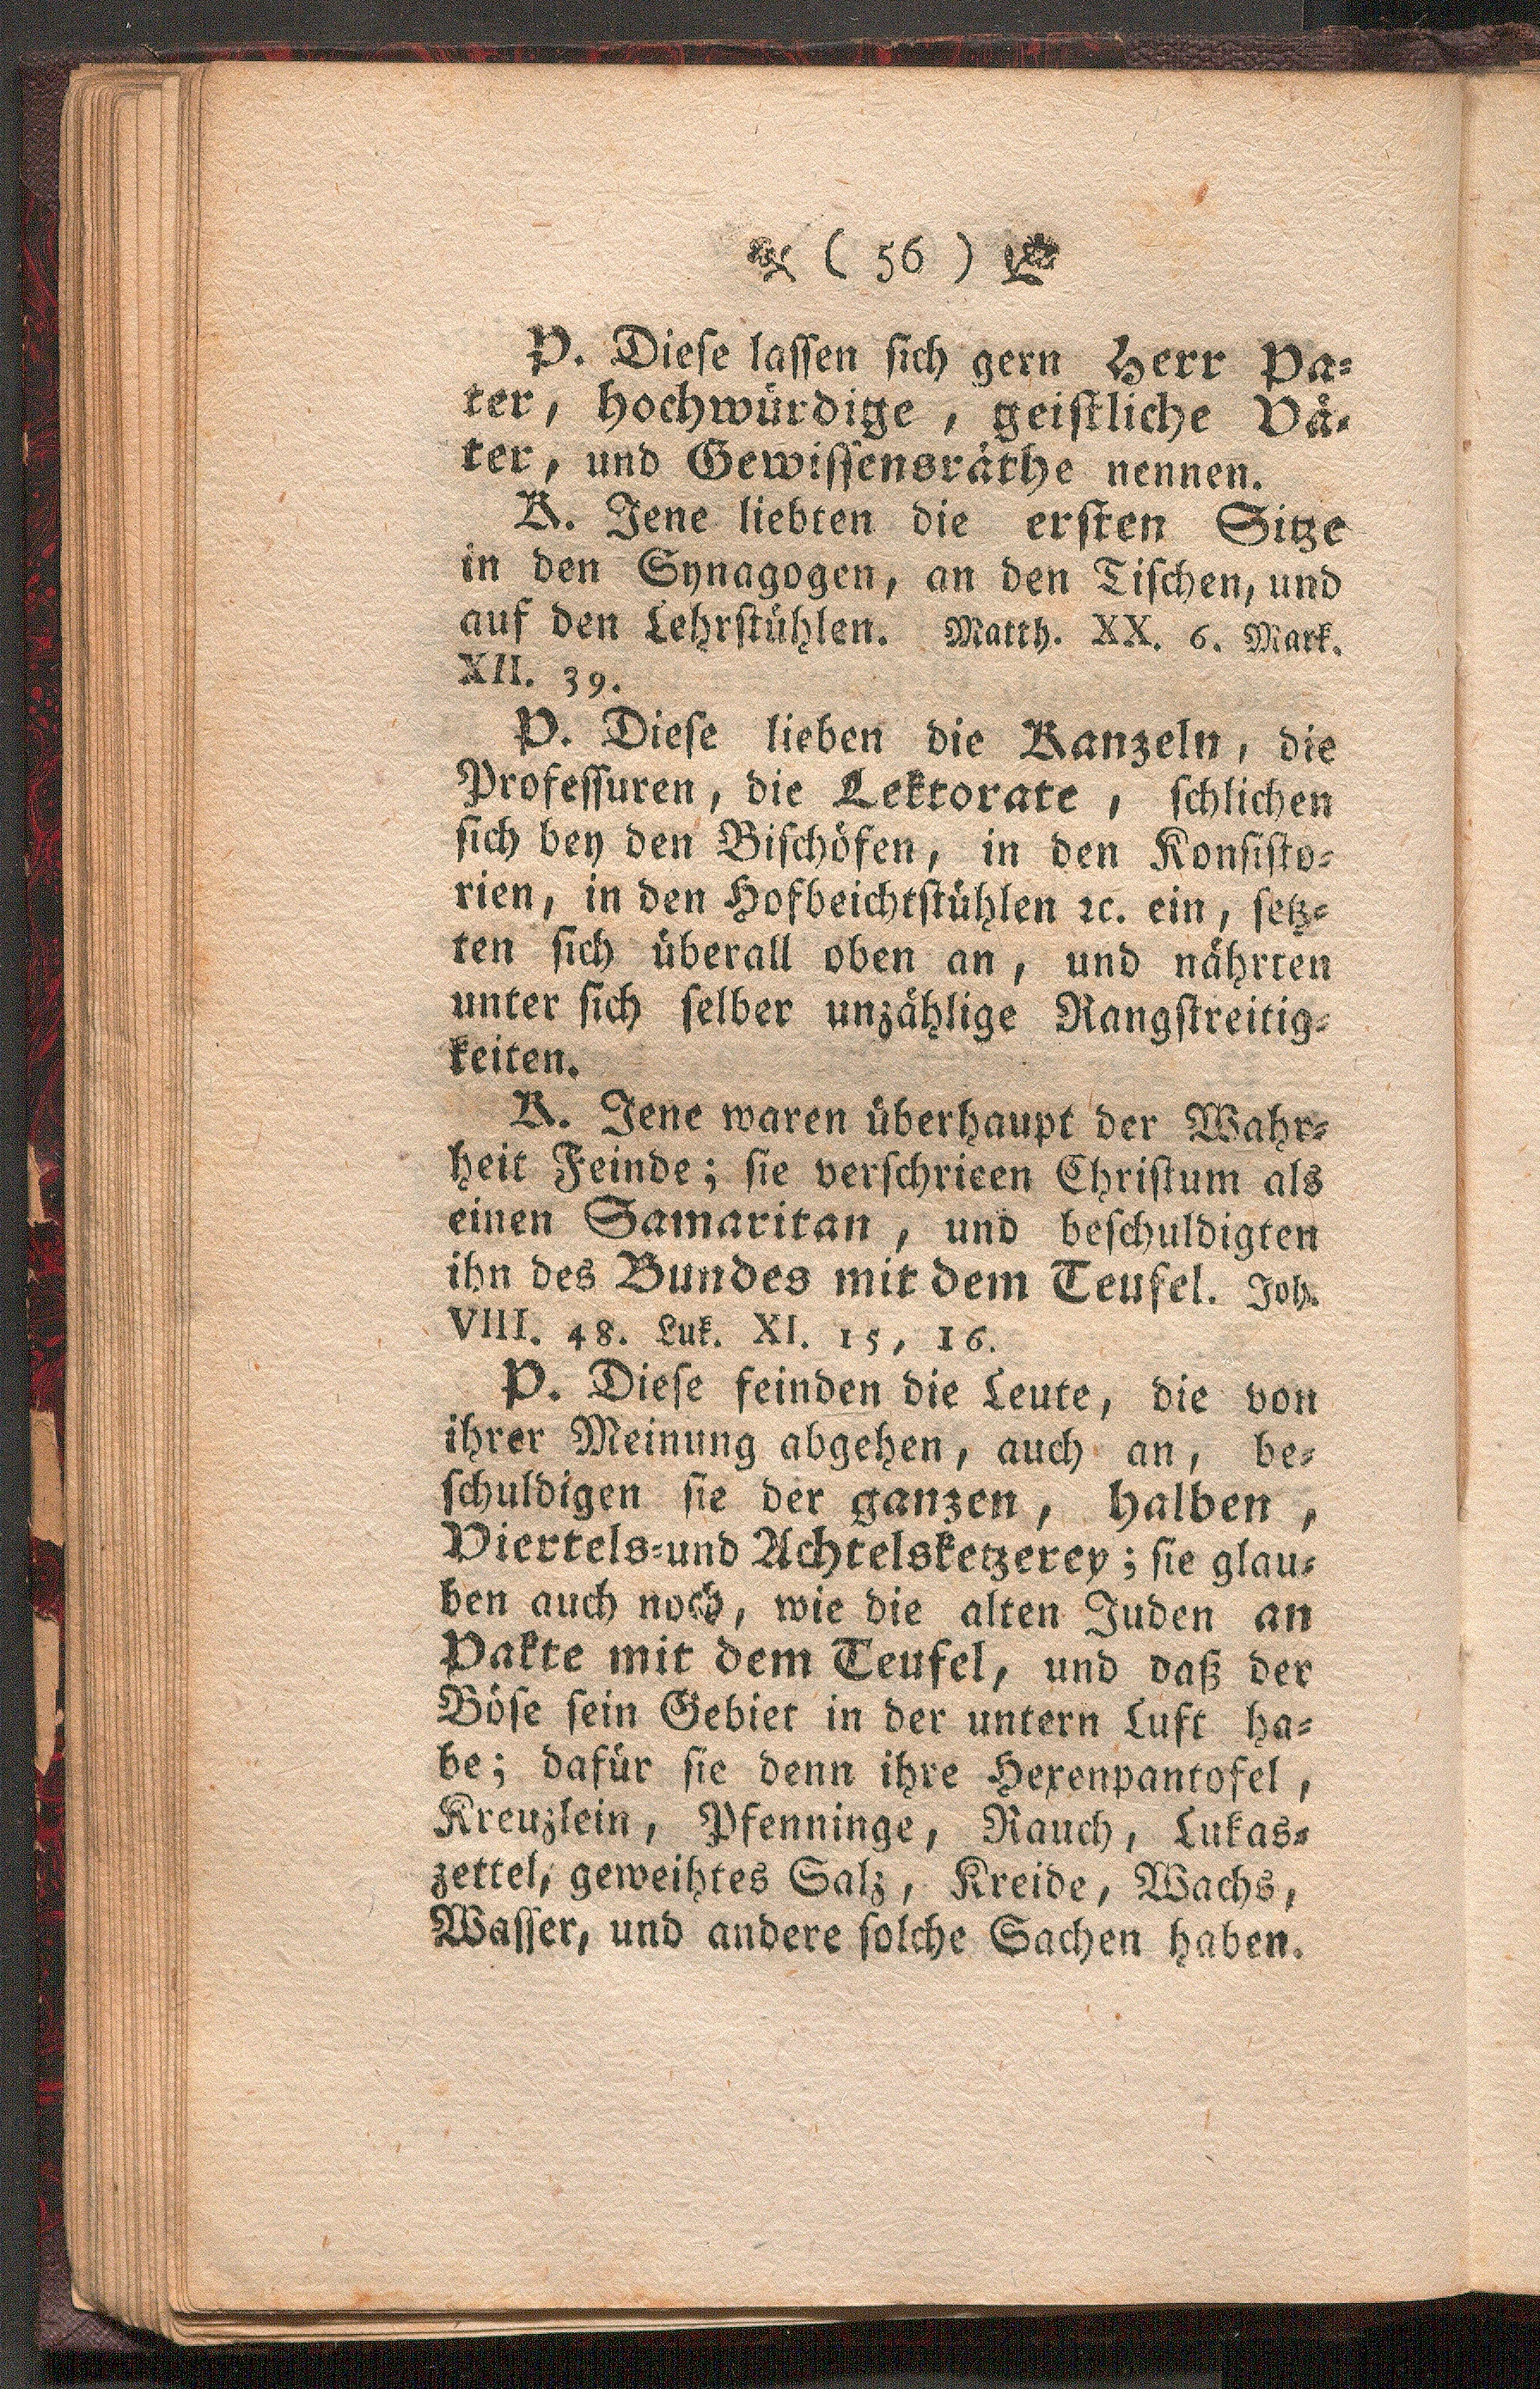 ( 56 )
P. Dieſe laſſen ſich gern Herr Pa⸗
ter, hochwürdige, geiſtliche Vä⸗
ter, und Gewiſſensräthe nennen.
K. Jene liebten die erſten Sitze
in den Synagogen, an den Tiſchen, und
auf den Lehrſtühlen. Matth. XX. 6. Mark.
XII. 39.
P. Dieſe lieben die Kanzeln, die
Profeſſuren, die Lektorate, ſchlichen
ſich bey den Biſchöfen, in den Konſiſto⸗
rien, in den Hofbeichtſtühlen ꝛc. ein, ſetz⸗
ten ſich überall oben an, und nährten
unter ſich ſelber unzählige Rangſtreitig⸗
keiten.
K. Jene waren überhaupt der Wahr⸗
heit Feinde; ſie verſchrieen Chriſtum als
einen Samaritan, und beſchuldigten
ihn des Bundes mit dem Teufel. Joh.
VIII. 48. Luk. XI. 15, 16.
P. Dieſe feinden die Leute, die von
ihrer Meinung abgehen, auch an, be⸗
ſchuldigen ſie der ganzen, halben,
Viertels⸗und Achtelsketzerey; ſie glau⸗
ben auch noch, wie die alten Juden an
Pakte mit dem Teufel, und daß der
Böſe ſein Gebiet in der untern Luft ha⸗
be; dafür ſie denn ihre Hexenpantofel,
Kreuzlein, Pfenninge, Rauch, Lukas⸗
zettel, geweihtes Salz, Kreide, Wachs,
Waſſer, und andere ſolche Sachen haben.